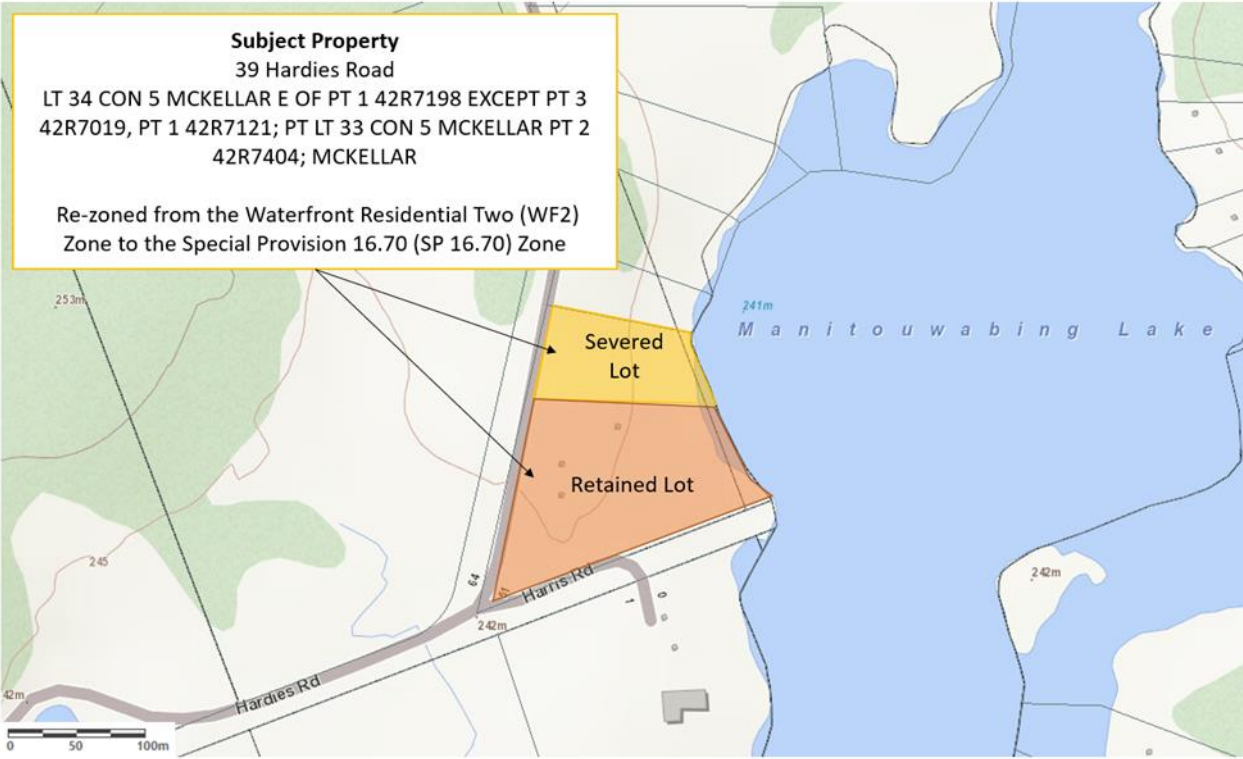 Subject Property
39 Hardies Road
LT 34 CON 5 MCKELLAR E OF PT 1 42R7198 EXCEPT PT 3
42R7019, PT 1 42R7121; PT LT 33 CON 5 MCKELLAR PT 2
42R7404; MCKELLAR
Re-zoned from the Waterfront Residential Two (WF2)
Zone to the Special Provision 16.70 (SP 16.70) Zone
253m
241m
Manitouwabing Lake
Severed
Lot
Retained Lot
245
64
61
Harris Rd
0
1
242m
242m
42m
Hardies Rd
0 50 100m